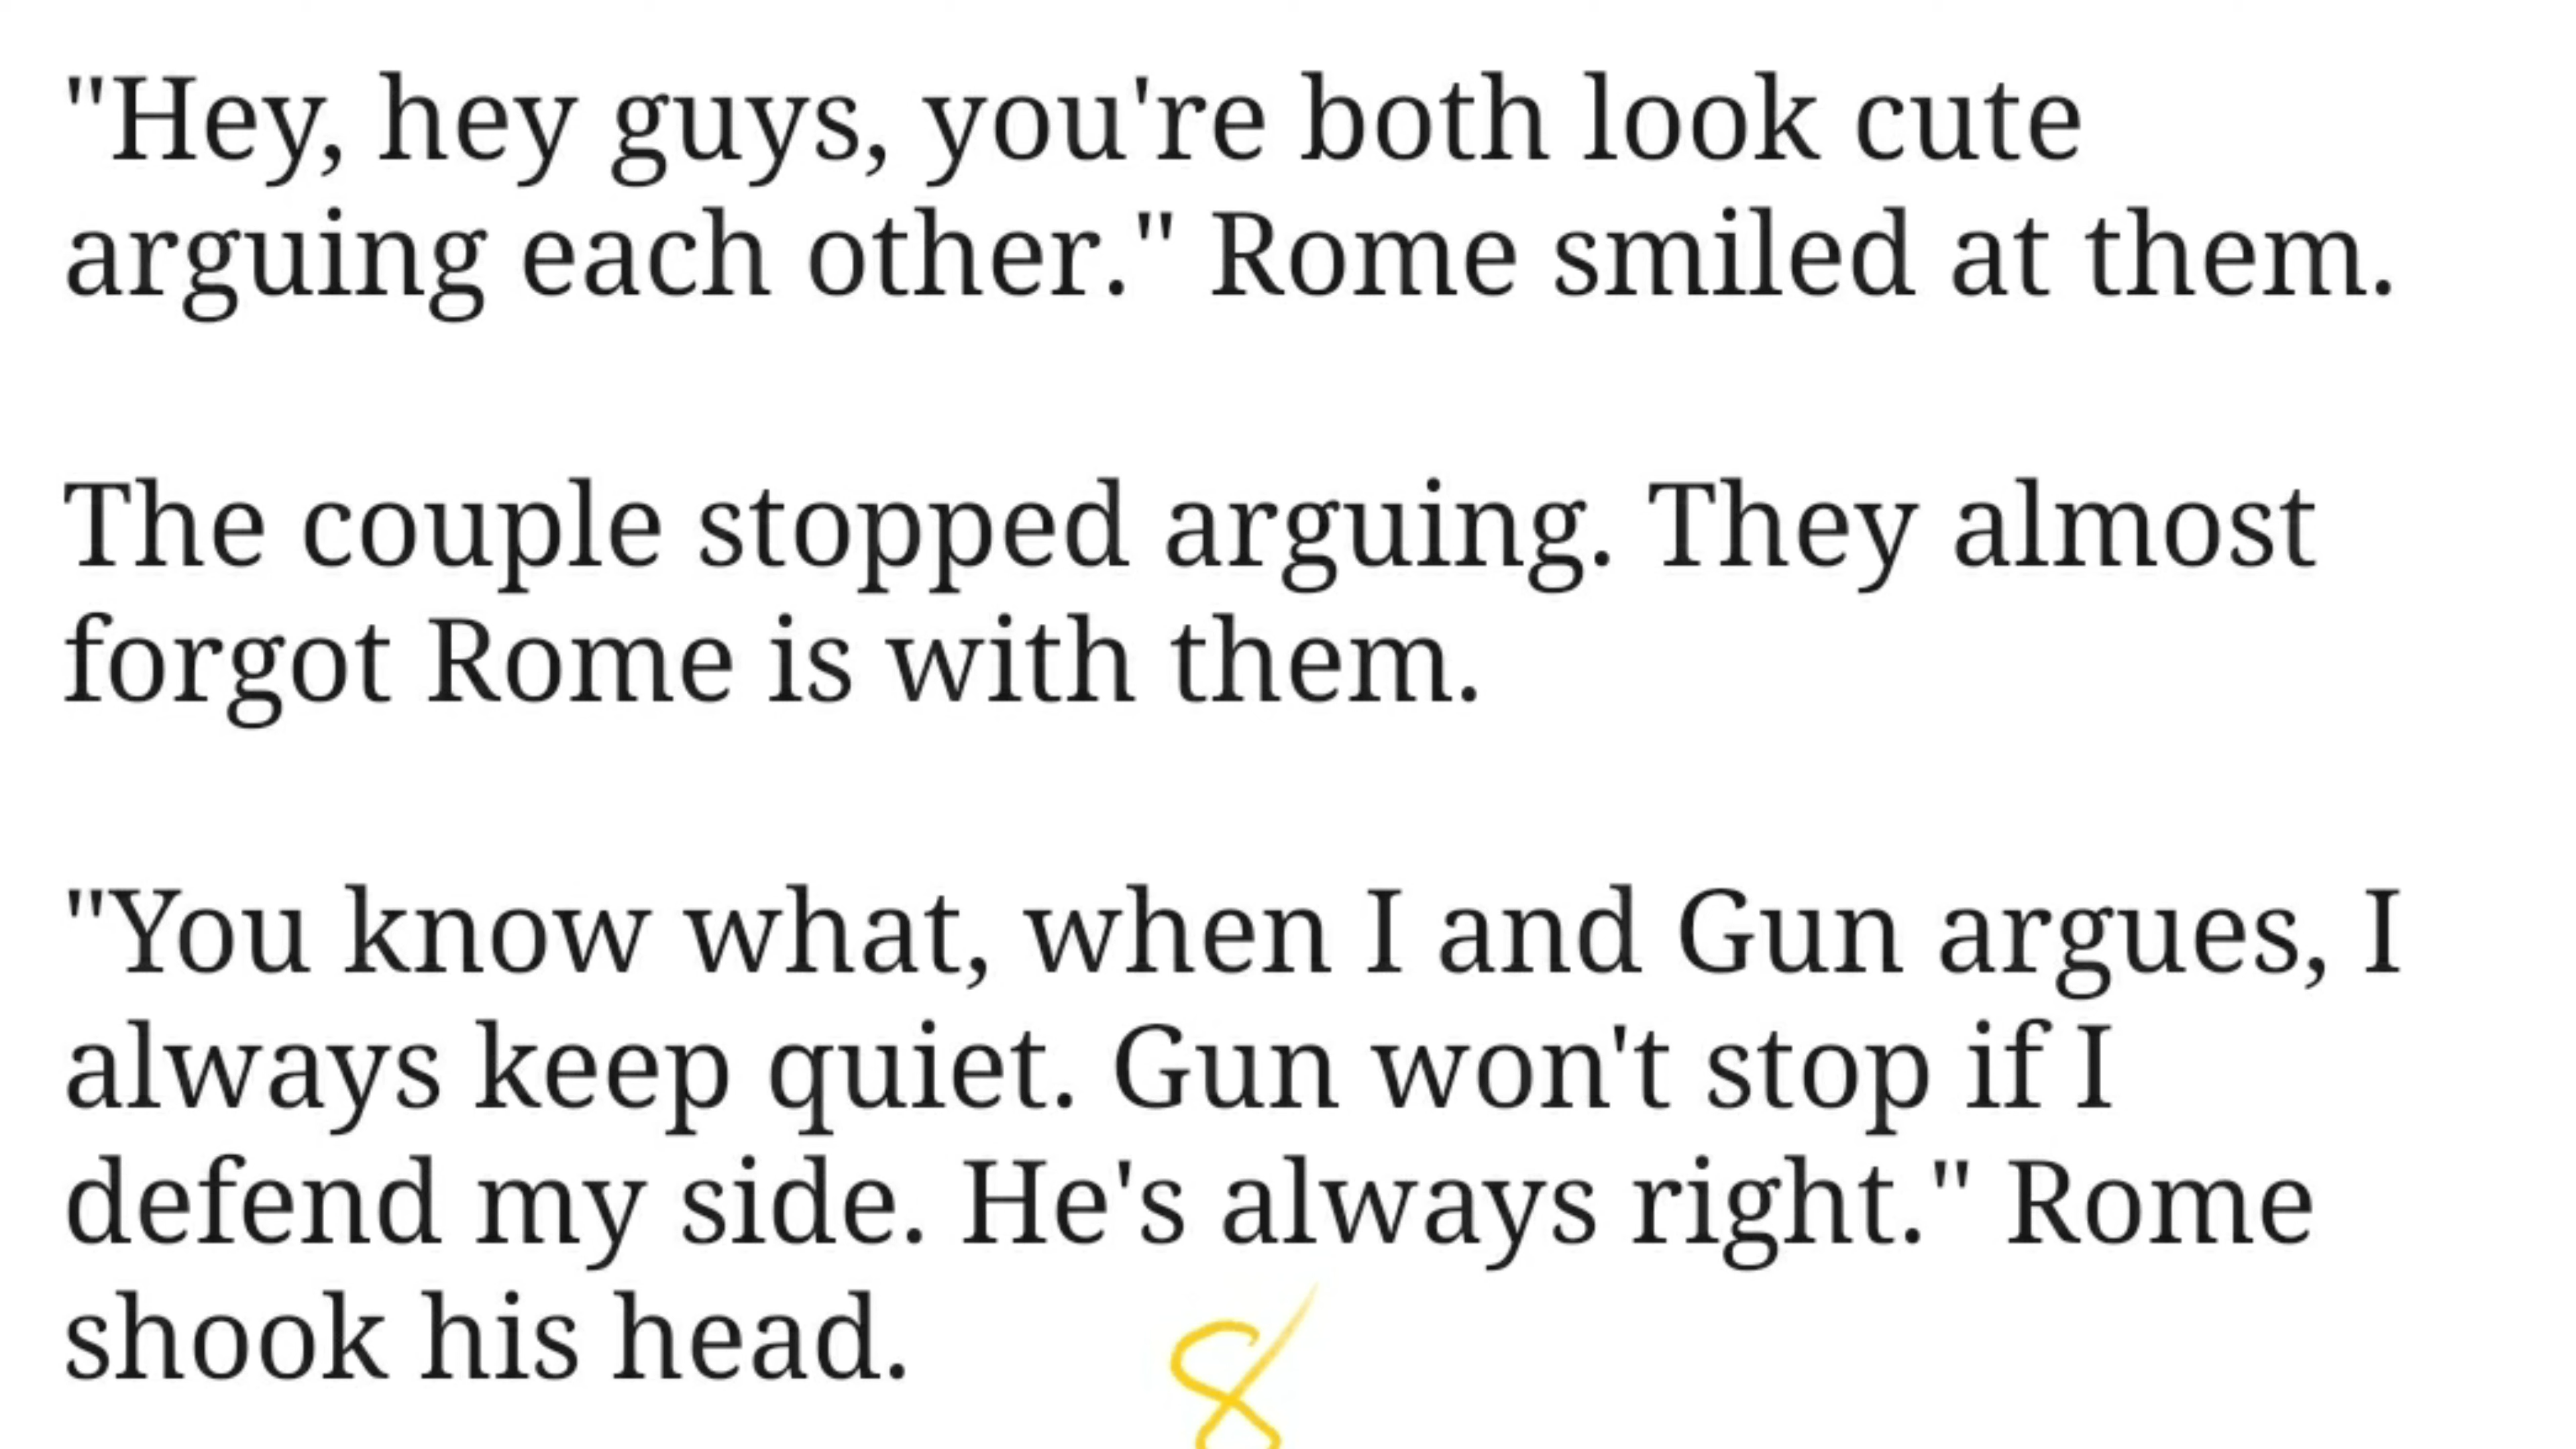 "Hey, hey guys, you're both look cute
arguing each other." Rome smiled at them.
The couple stopped arguing. They almost
forgot Rome is with them.
"You know what, when I and Gun argues, I
always keep quiet. Gun won't stop if I
defend my side. He's always right." Rome
shook his head.
8